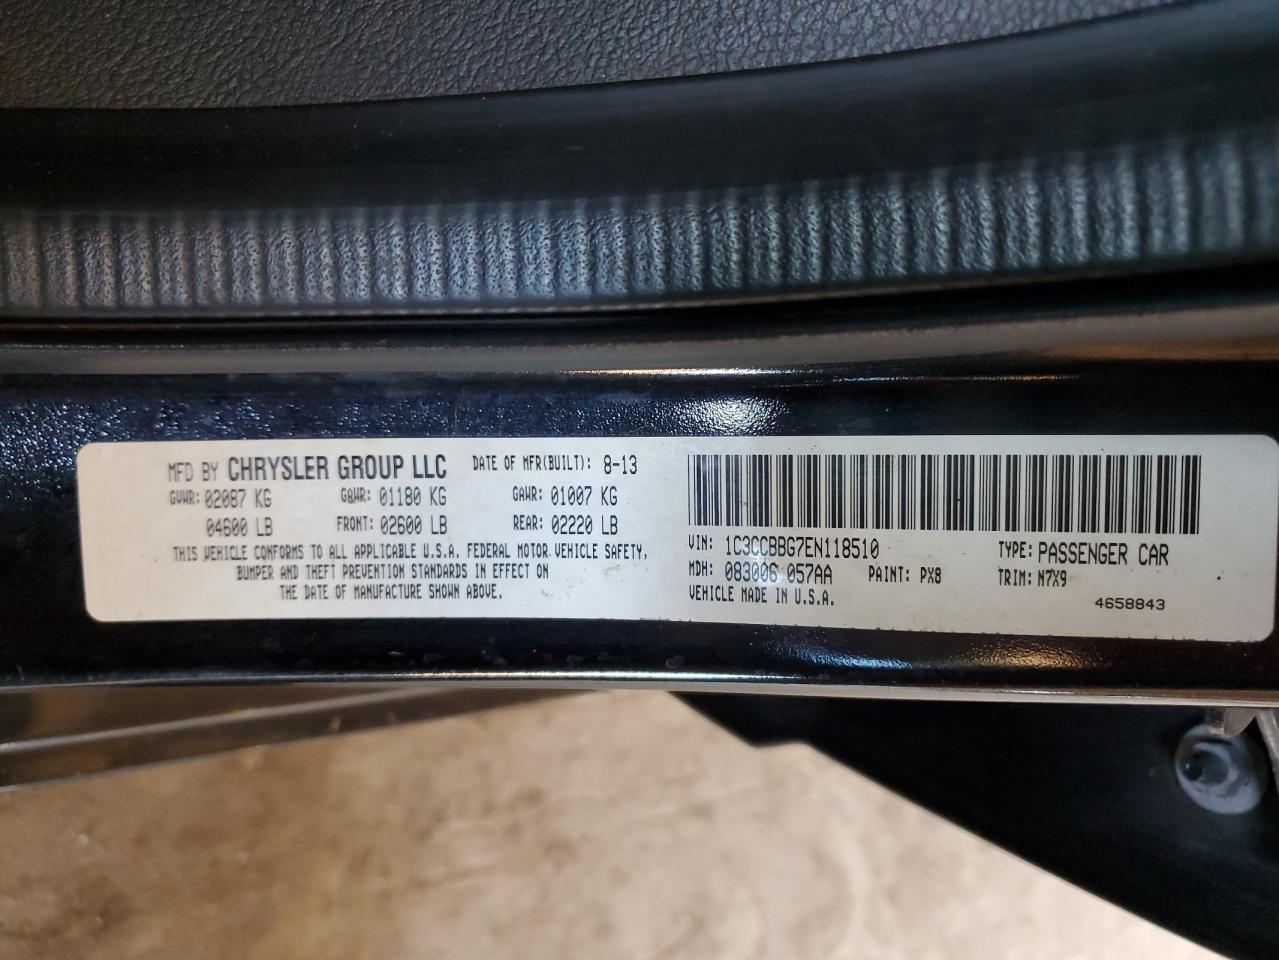 MFD BY CHRYSLER GROUP LLC DATE OF MFR(BUILT): 8-13
GVWR: 02087 KG GAWR: 01180 KG GAWR: 01007 KG
04600 LB FRONT: 02600 LB REAR: 02220 LB
THIS VEHICLE CONFORMS TO ALL APPLICABLE U.S.A. FEDERAL MOTOR VEHICLE SAFETY,
BUMPER AND THEFT PREVENTION STANDARDS IN EFFECT ON
THE DATE OF MANUFACTURE SHOWN ABOVE.
VIN: 1C3CCBBG7EN118510 TYPE: PASSENGER CAR
MDH: 083006 057AA PAINT: PX8 TRIM: N7X9
VEHICLE MADE IN U.S.A.
4658843